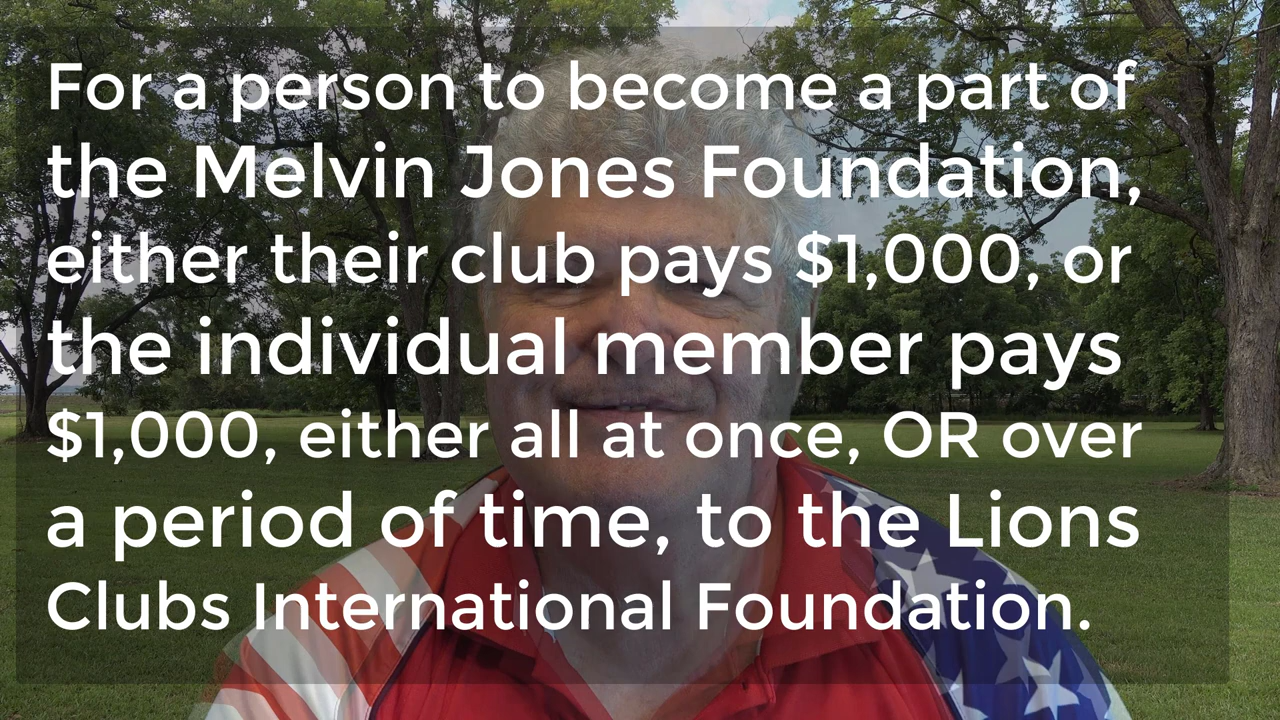 For a person to become a part of
the Melvin Jones Foundation,
either their club pays $1,000, or
the individual member pays
$1,000, either all at once, OR over
a period of time, to the Lions
Clubs International Foundation.